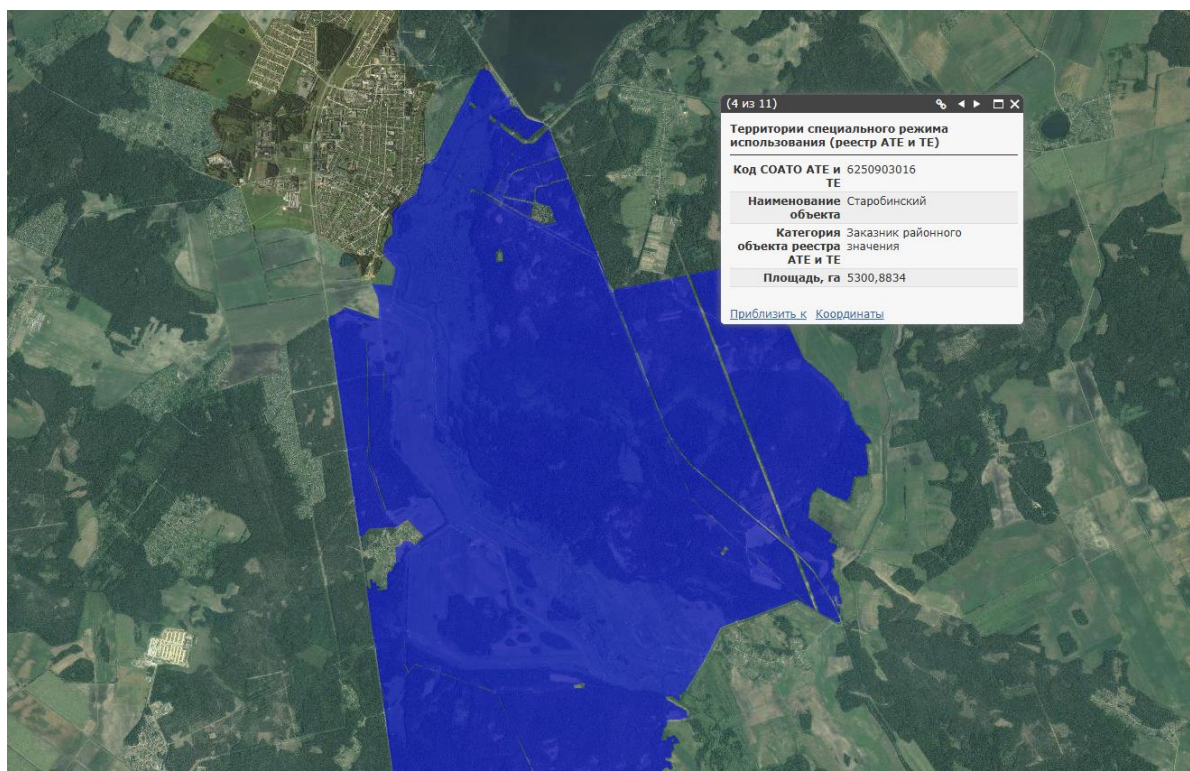 (4 из 11)
Территории специального режима
использования (реестр АТЕ и ТЕ)
Код СОАТО АТЕ и 6250903016
ТЕ
Наименование Старобинский
объекта
Категория Заказник районного
объекта реестра значения
АТЕ и ТЕ
Площадь, га 5300,8834
Приблизить к Координаты